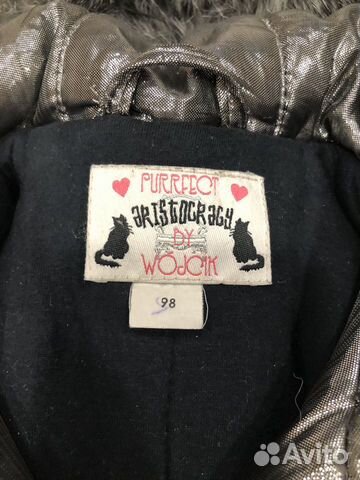 PURRFECT
ARISTOCRACY
BY
WÓJCIK
98
Avito